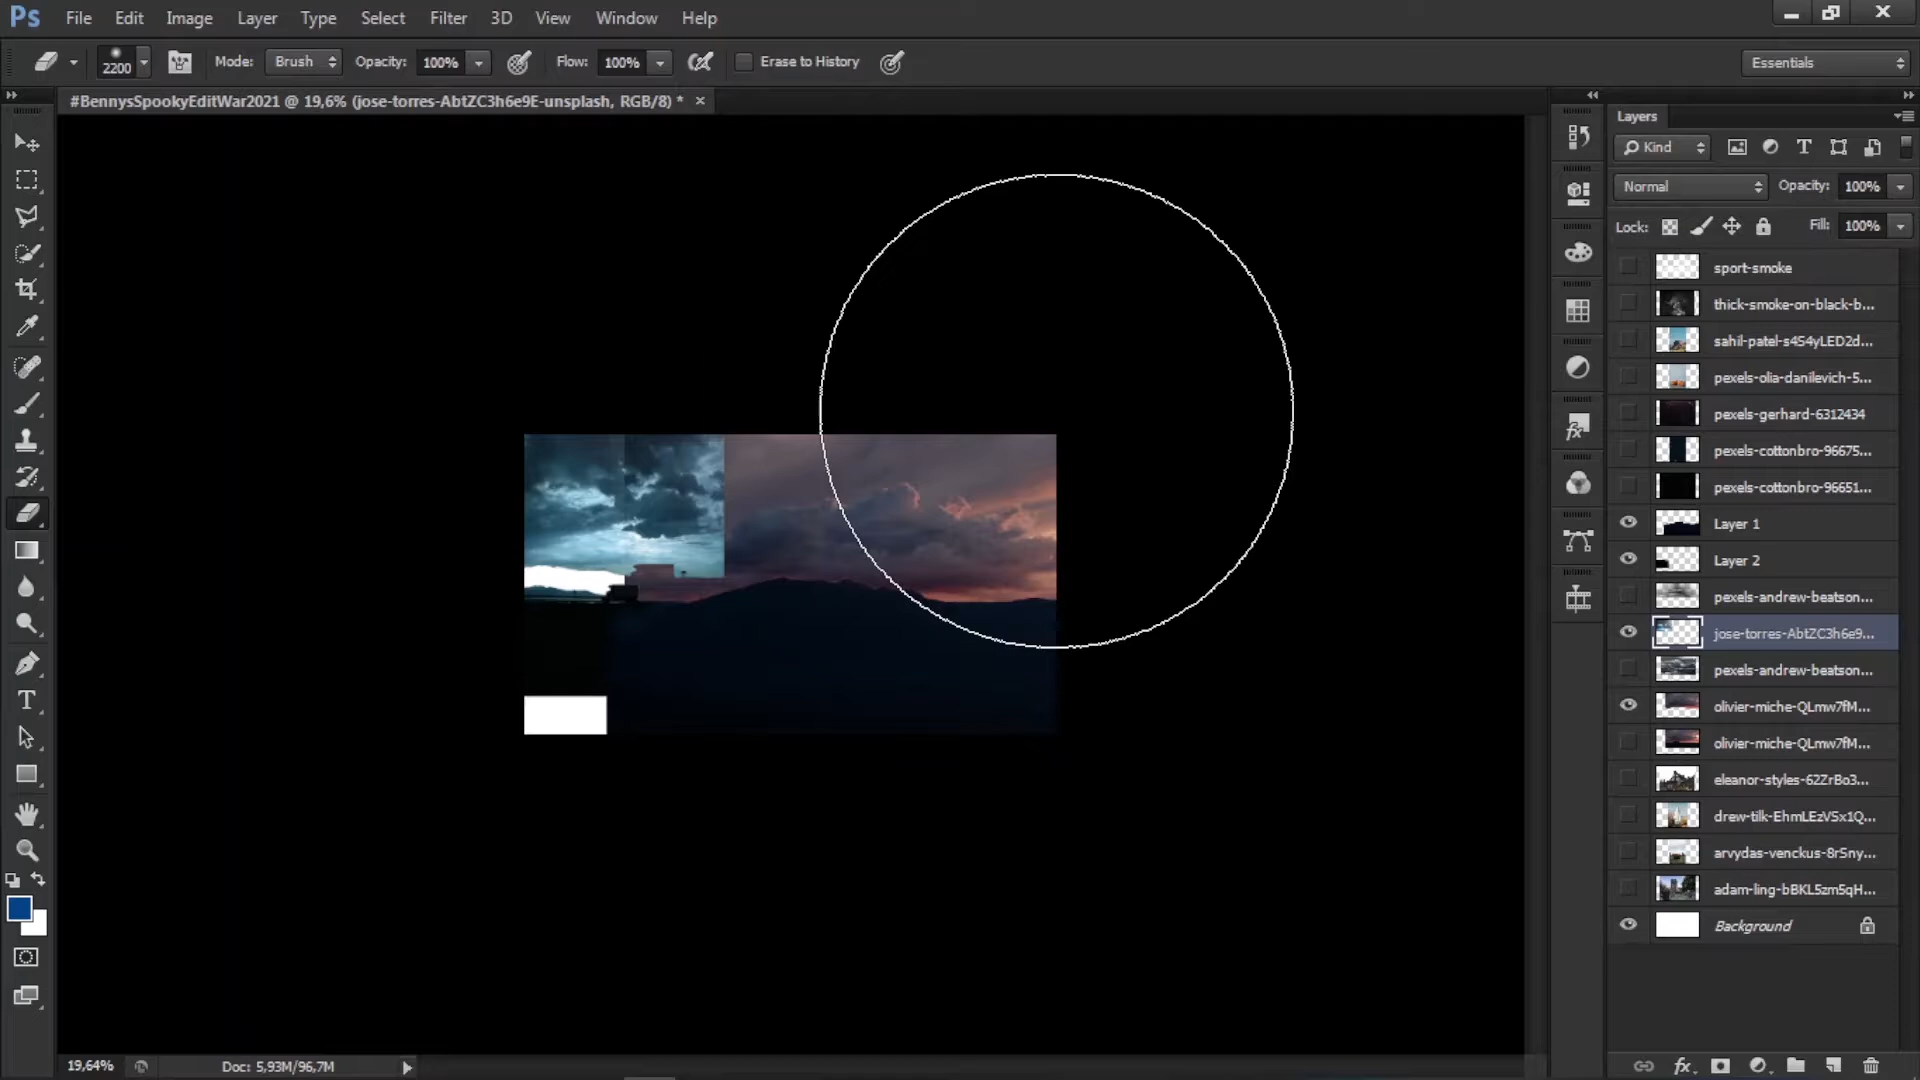 Ps File Edit Image Layer Type Select Filter 3D View Window Help
2200 Mode: Brush Opacity: 100% Flow: 100% Erase to History Essentials
#BennysSpookyEditWar2021 @ 19,6% (jose-torres-AbtZC3h6e9E-unsplash, RGB/8) *
Layers
Kind
Normal Opacity: 100%
Lock: Fill: 100%
sport-smoke
thick-smoke-on-black-b...
sahil-patel-s454yLED2d...
pexels-olia-danilevich-5...
pexels-gerhard-6312434
pexels-cottonbro-96675...
pexels-cottonbro-96651...
Layer 1
Layer 2
pexels-andrew-beatson...
jose-torres-AbtZC3h6e9...
pexels-andrew-beatson...
olivier-miche-QLmw7fM...
olivier-miche-QLmw7fM...
eleanor-styles-62ZrBo3...
drew-tilk-EhmLEzVSx1Q...
arvydas-venckus-8rSny...
adam-ling-bBKL5zm5qH...
Background
19,64% Doc: 5,93M/96,7M